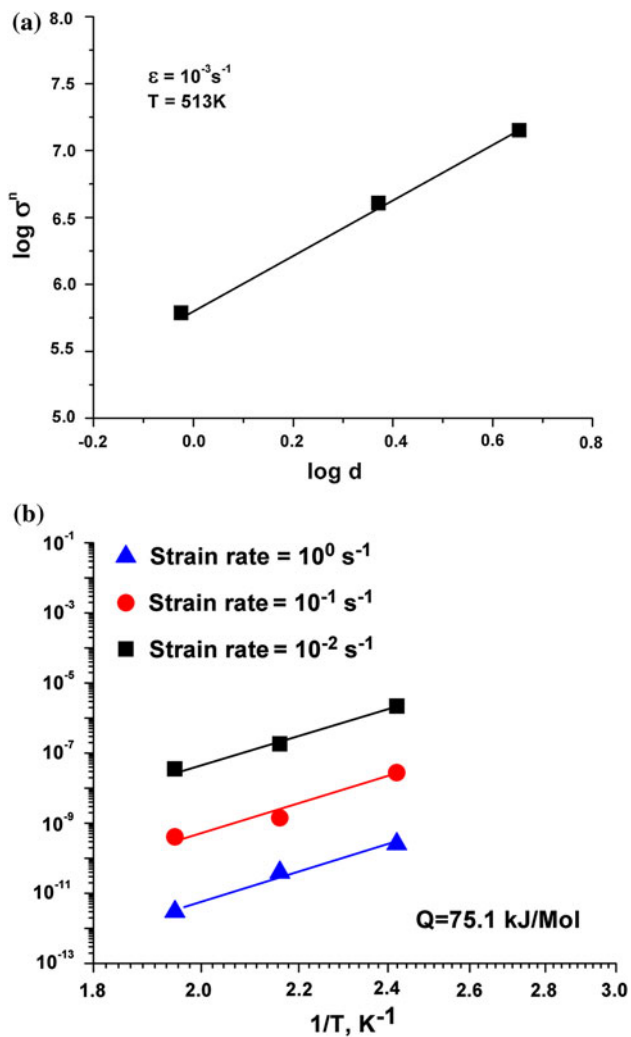 (a)
8.0
ε = 10⁻³s⁻¹
T = 513K
7.5
7.0
log σⁿ
6.5
6.0
5.5
5.0
-0.2 0.0 0.2 0.4 0.6 0.8
log d
(b)
10⁻¹
Strain rate = 10⁰ s⁻¹
10⁻³
Strain rate = 10⁻¹ s⁻¹
Strain rate = 10⁻² s⁻¹
10⁻⁵
10⁻⁷
10⁻⁹
10⁻¹¹
Q=75.1 kJ/Mol
10⁻¹³
1.8 2.0 2.2 2.4 2.6 2.8 3.0
1/T, K⁻¹